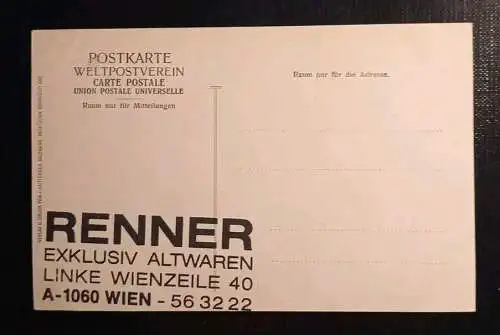 POSTKARTE
WELTPOSTVEREIN
CARTE POSTALE
UNION POSTALE UNIVERSELLE
Raum nur für Mitteilungen
Raum nur für die Adresse.
RENNER
EXKLUSIV ALTWAREN
LINKE WIENZEILE 40
A-1060 WIEN - 56 32 22